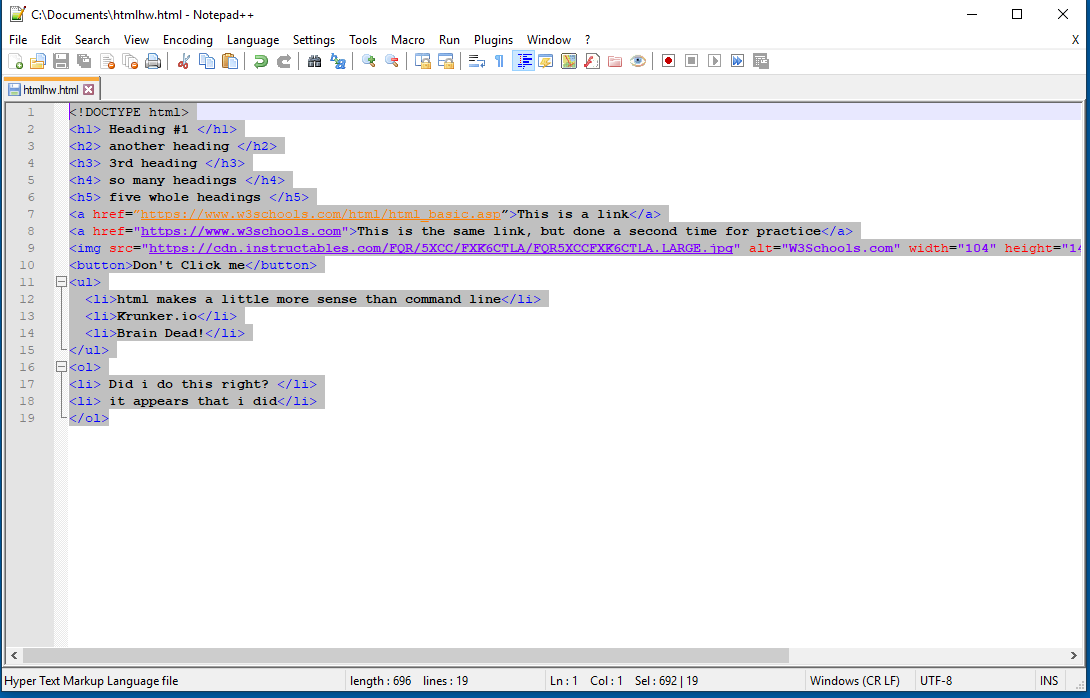 C:\Documents\htmlhw.html - Notepad++
File Edit Search View Encoding Language Settings Tools Macro Run Plugins Window ? X
htmlhw.html
1 <!DOCTYPE html>
2 <h1> Heading #1 </h1>
3 <h2> another heading </h2>
4 <h3> 3rd heading </h3>
5 <h4> so many headings </h4>
6 <h5> five whole headings </h5>
7 <a href=“https://www.w3schools.com/html/html_basic.asp”>This is a link</a>
8 <a href="https://www.w3schools.com">This is the same link, but done a second time for practice</a>
9 <img src="https://cdn.instructables.com/FQR/5XCC/FXK6CTLA/FQR5XCCFXK6CTLA.LARGE.jpg" alt="W3Schools.com" width="104" height="14
10 <button>Don't Click me</button>
11 <ul>
12 <li>html makes a little more sense than command line</li>
13 <li>Krunker.io</li>
14 <li>Brain Dead!</li>
15 </ul>
16 <ol>
17 <li> Did i do this right? </li>
18 <li> it appears that i did</li>
19 </ol>
Hyper Text Markup Language file length : 696 lines : 19 Ln : 1 Col : 1 Sel : 692 | 19 Windows (CR LF) UTF-8 INS